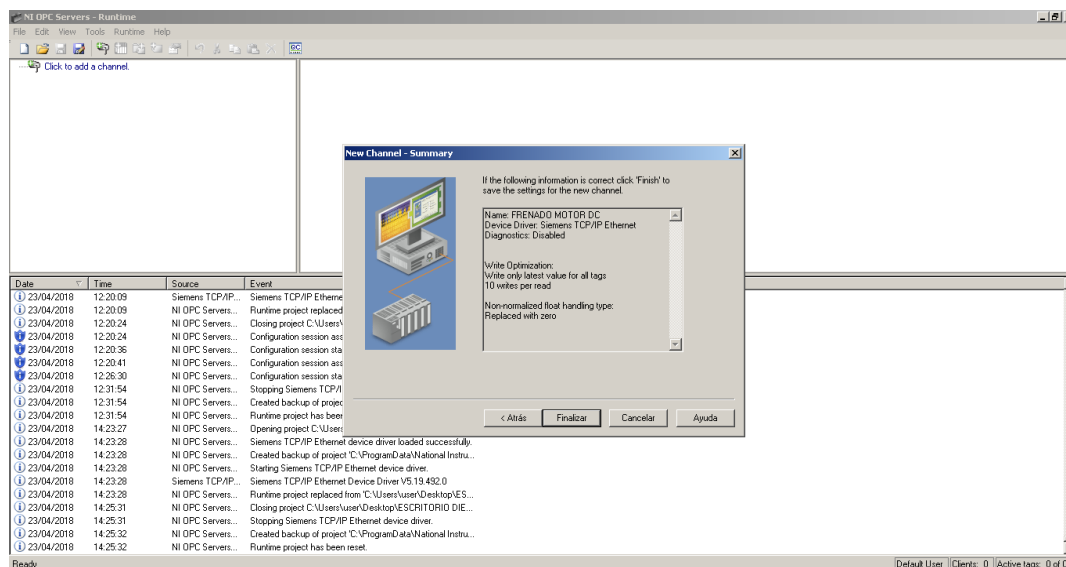 NI OPC Servers - Runtime
File Edit View Tools Runtime Help
Click to add a channel.
New Channel - Summary
If the following information is correct click 'Finish' to
save the settings for the new channel.
Name: FRENADO MOTOR DC
Device Driver: Siemens TCP/IP Ethernet
Diagnostics: Disabled
Write Optimization:
Write only latest value for all tags
10 writes per read
Non-normalized float handling type:
Replaced with zero
< Atrás Finalizar Cancelar Ayuda
Date Time Source Event
23/04/2018 12:20:09 Siemens TCP/IP... Siemens TCP/IP Etherne
23/04/2018 12:20:09 NI OPC Servers... Runtime project replaced
23/04/2018 12:20:24 NI OPC Servers... Closing project C:\Users\
23/04/2018 12:20:24 NI OPC Servers... Configuration session ass
23/04/2018 12:20:36 NI OPC Servers... Configuration session sta
23/04/2018 12:20:41 NI OPC Servers... Configuration session ass
23/04/2018 12:26:30 NI OPC Servers... Configuration session sta
23/04/2018 12:31:54 NI OPC Servers... Stopping Siemens TCP/I
23/04/2018 12:31:54 NI OPC Servers... Created backup of projec
23/04/2018 12:31:54 NI OPC Servers... Runtime project has beer
23/04/2018 14:23:27 NI OPC Servers... Opening project C:\Users
23/04/2018 14:23:28 NI OPC Servers... Siemens TCP/IP Ethernet device driver loaded successfully.
23/04/2018 14:23:28 NI OPC Servers... Created backup of project 'C:\ProgramData\National Instru...
23/04/2018 14:23:28 NI OPC Servers... Starting Siemens TCP/IP Ethernet device driver.
23/04/2018 14:23:28 Siemens TCP/IP... Siemens TCP/IP Ethernet Device Driver V5.19.492.0
23/04/2018 14:23:28 NI OPC Servers... Runtime project replaced from 'C:\Users\user\Desktop\ES...
23/04/2018 14:25:31 NI OPC Servers... Closing project C:\Users\user\Desktop\ESCRITORIO DIE...
23/04/2018 14:25:31 NI OPC Servers... Stopping Siemens TCP/IP Ethernet device driver.
23/04/2018 14:25:32 NI OPC Servers... Created backup of project 'C:\ProgramData\National Instru...
23/04/2018 14:25:32 NI OPC Servers... Runtime project has been reset.
Ready Default User Clients: 0 Active tags: 0 of 0